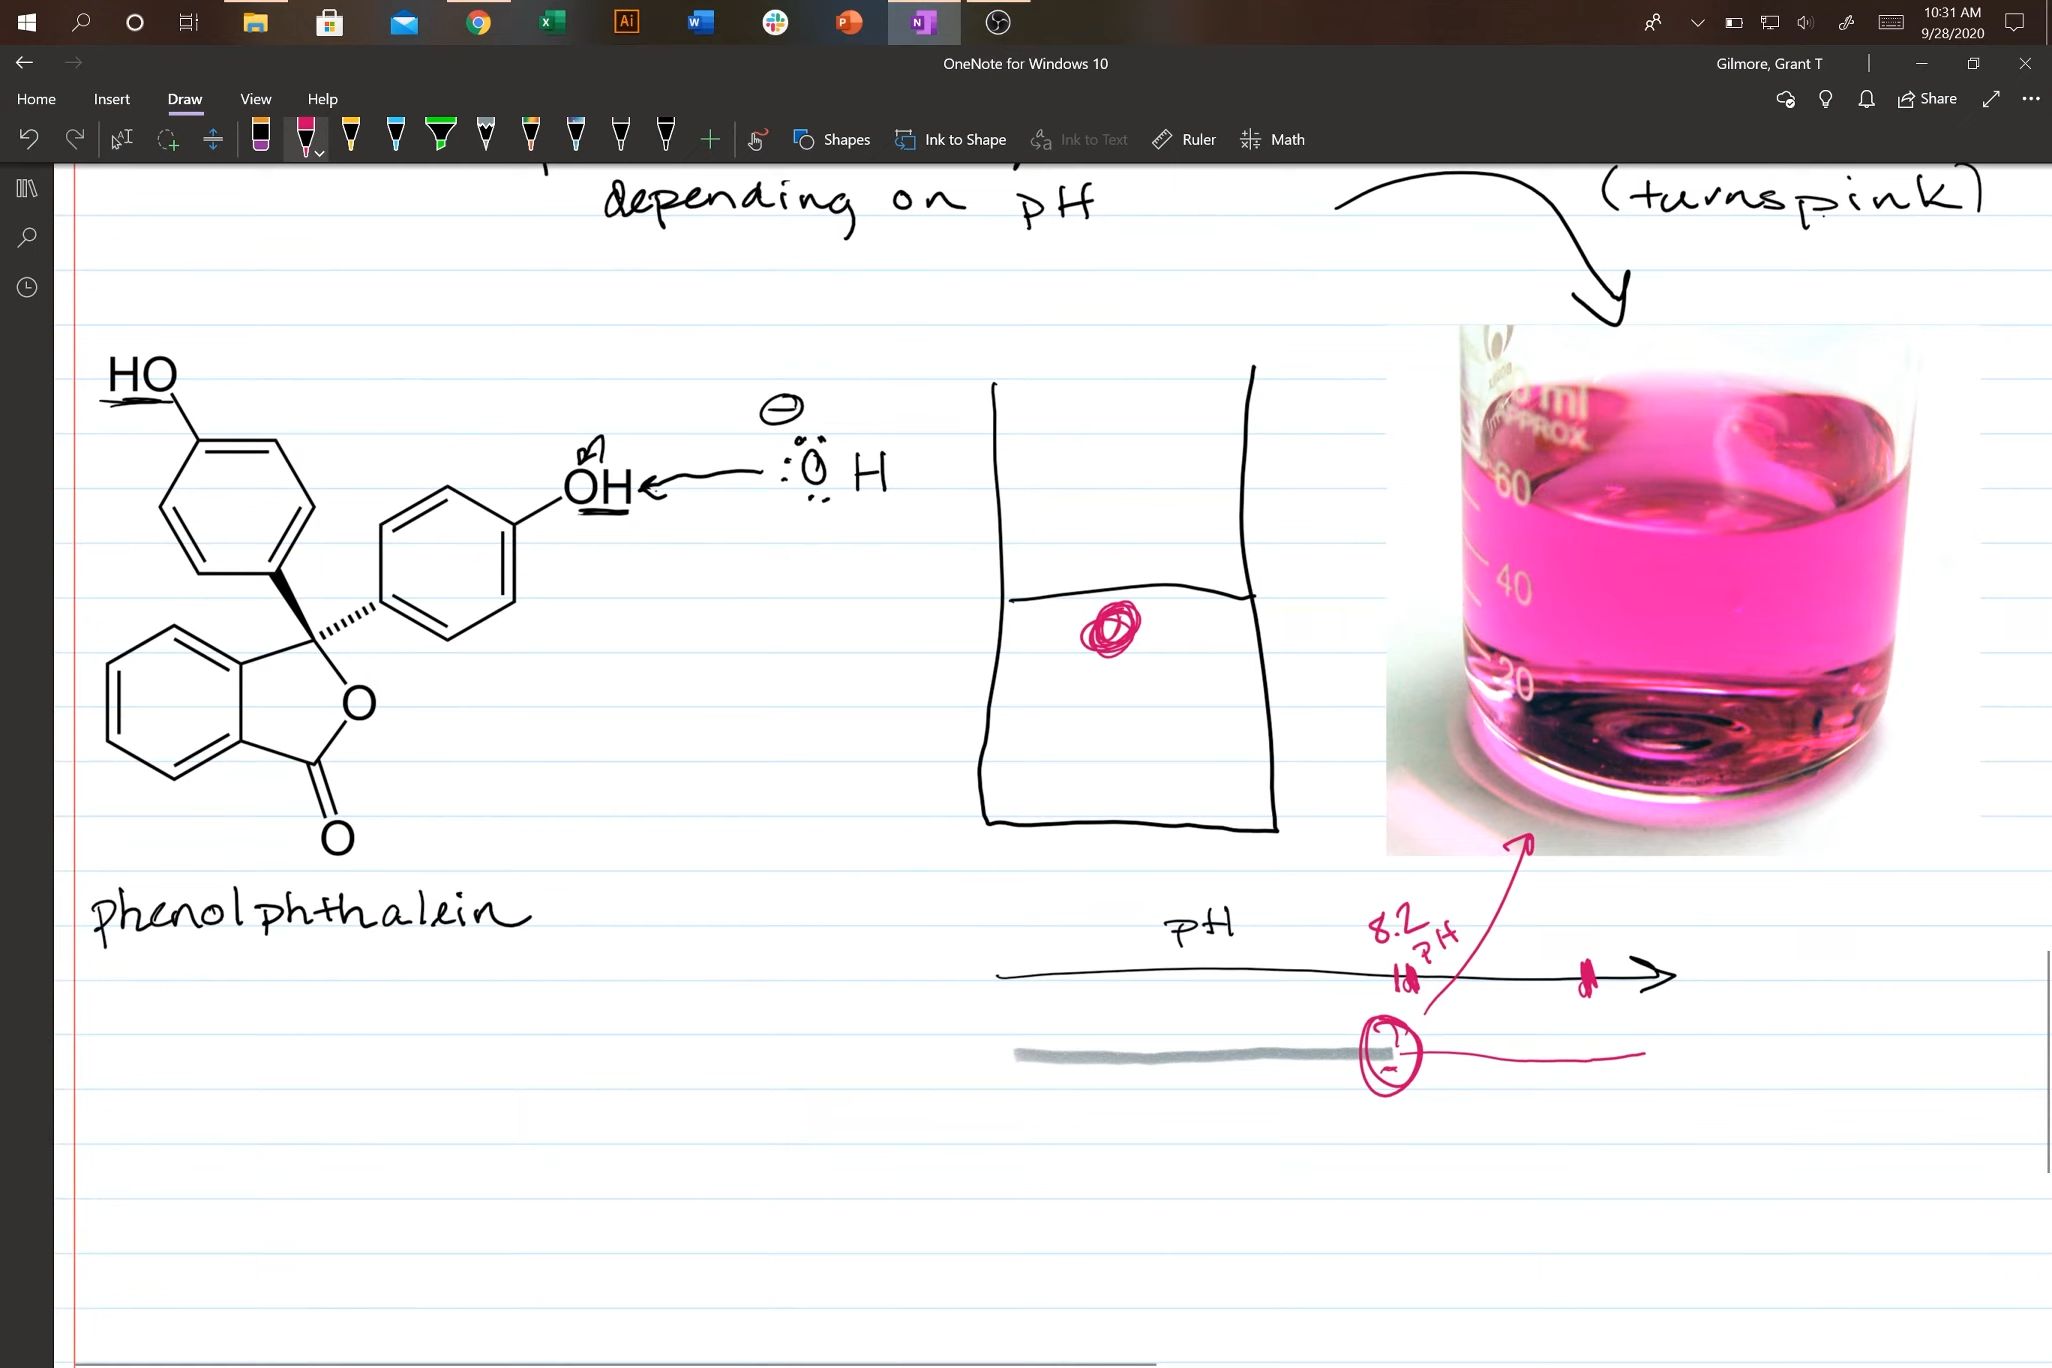 10:31 AM
9/28/2020
OneNote for Windows 10
Gilmore, Grant T
Home Insert Draw View Help
Share
Shapes Ink to Shape Ink to Text Ruler Math
depending on pH
(turns pink)
HO
OH
:O H
O
O
ml
APPROX
60
40
20
phenolphthalein
pH
8.2
pH
?